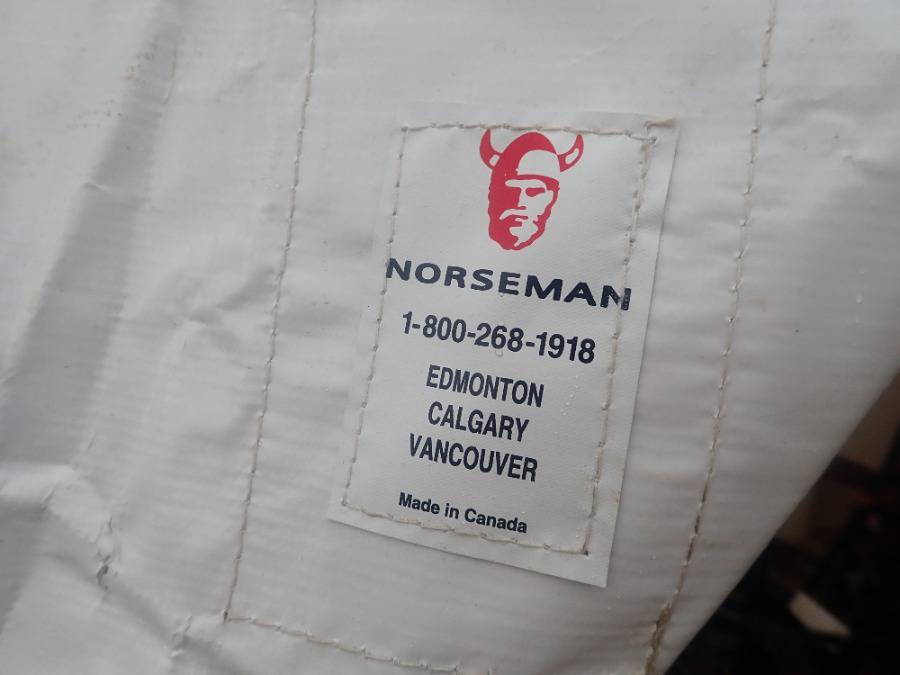 NORSEMAN
1-800-268-1918
EDMONTON
CALGARY
VANCOUVER
Made in Canada